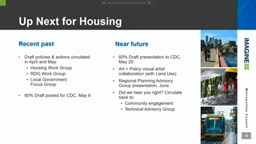 Up Next for Housing
Recent past
• Draft policies & actions circulated
in April and May:
• Housing Work Group
• RDG Work Group
• Local Government
Focus Group
• 60% Draft posted for CDC, May 6
Near future
• 60% Draft presentation to CDC,
May 20
• Art + Policy visual artist
collaboration (with Land Use)
• Regional Planning Advisory
Group presentation, June
• Did we hear you right? Circulate
back to:
• Community engagement
• Technical Advisory Group
IMAGINE
Metropolitan Council